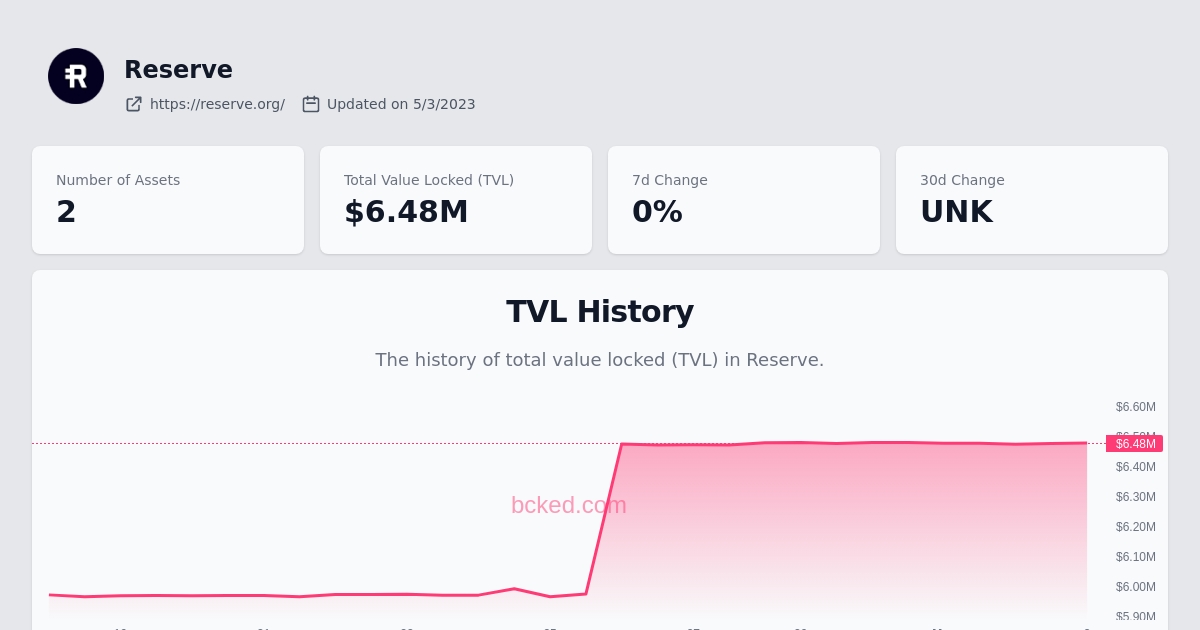 Reserve
https://reserve.org/ Updated on 5/3/2023
Number of Assets
2
Total Value Locked (TVL)
$6.48M
7d Change
0%
30d Change
UNK
TVL History
The history of total value locked (TVL) in Reserve.
$6.60M
$6.48M
$6.40M
$6.30M
$6.20M
$6.10M
$6.00M
$5.90M
bcked.com